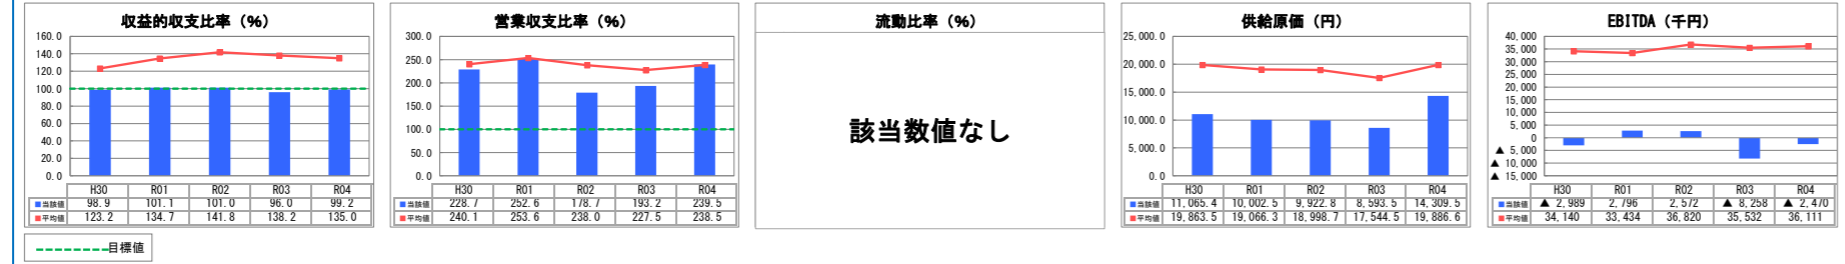 収益的収支比率（％）
160.0
140.0
120.0
100.0
80.0
60.0
40.0
20.0
0.0
H30 R01 R02 R03 R04
当該値 98.9 101.1 101.0 96.0 99.2
平均値 123.2 134.7 141.8 138.2 135.0
営業収支比率（％）
300.0
250.0
200.0
150.0
100.0
50.0
0.0
H30 R01 R02 R03 R04
当該値 228.7 252.6 178.7 193.2 239.5
平均値 240.1 253.6 238.0 227.5 238.5
流動比率（％）
該当数値なし
供給原価（円）
25,000.0
20,000.0
15,000.0
10,000.0
5,000.0
0.0
H30 R01 R02 R03 R04
当該値 11,065.4 10,002.5 9,922.8 8,593.5 14,309.5
平均値 19,863.5 19,066.3 18,998.7 17,544.5 19,886.6
EBITDA（千円）
40,000
35,000
30,000
25,000
20,000
15,000
10,000
5,000
0
▲ 5,000
▲ 10,000
▲ 15,000
H30 R01 R02 R03 R04
当該値 ▲ 2,989 2,796 2,572 ▲ 8,258 ▲ 2,470
平均値 34,140 33,434 36,820 35,532 36,111
目標値